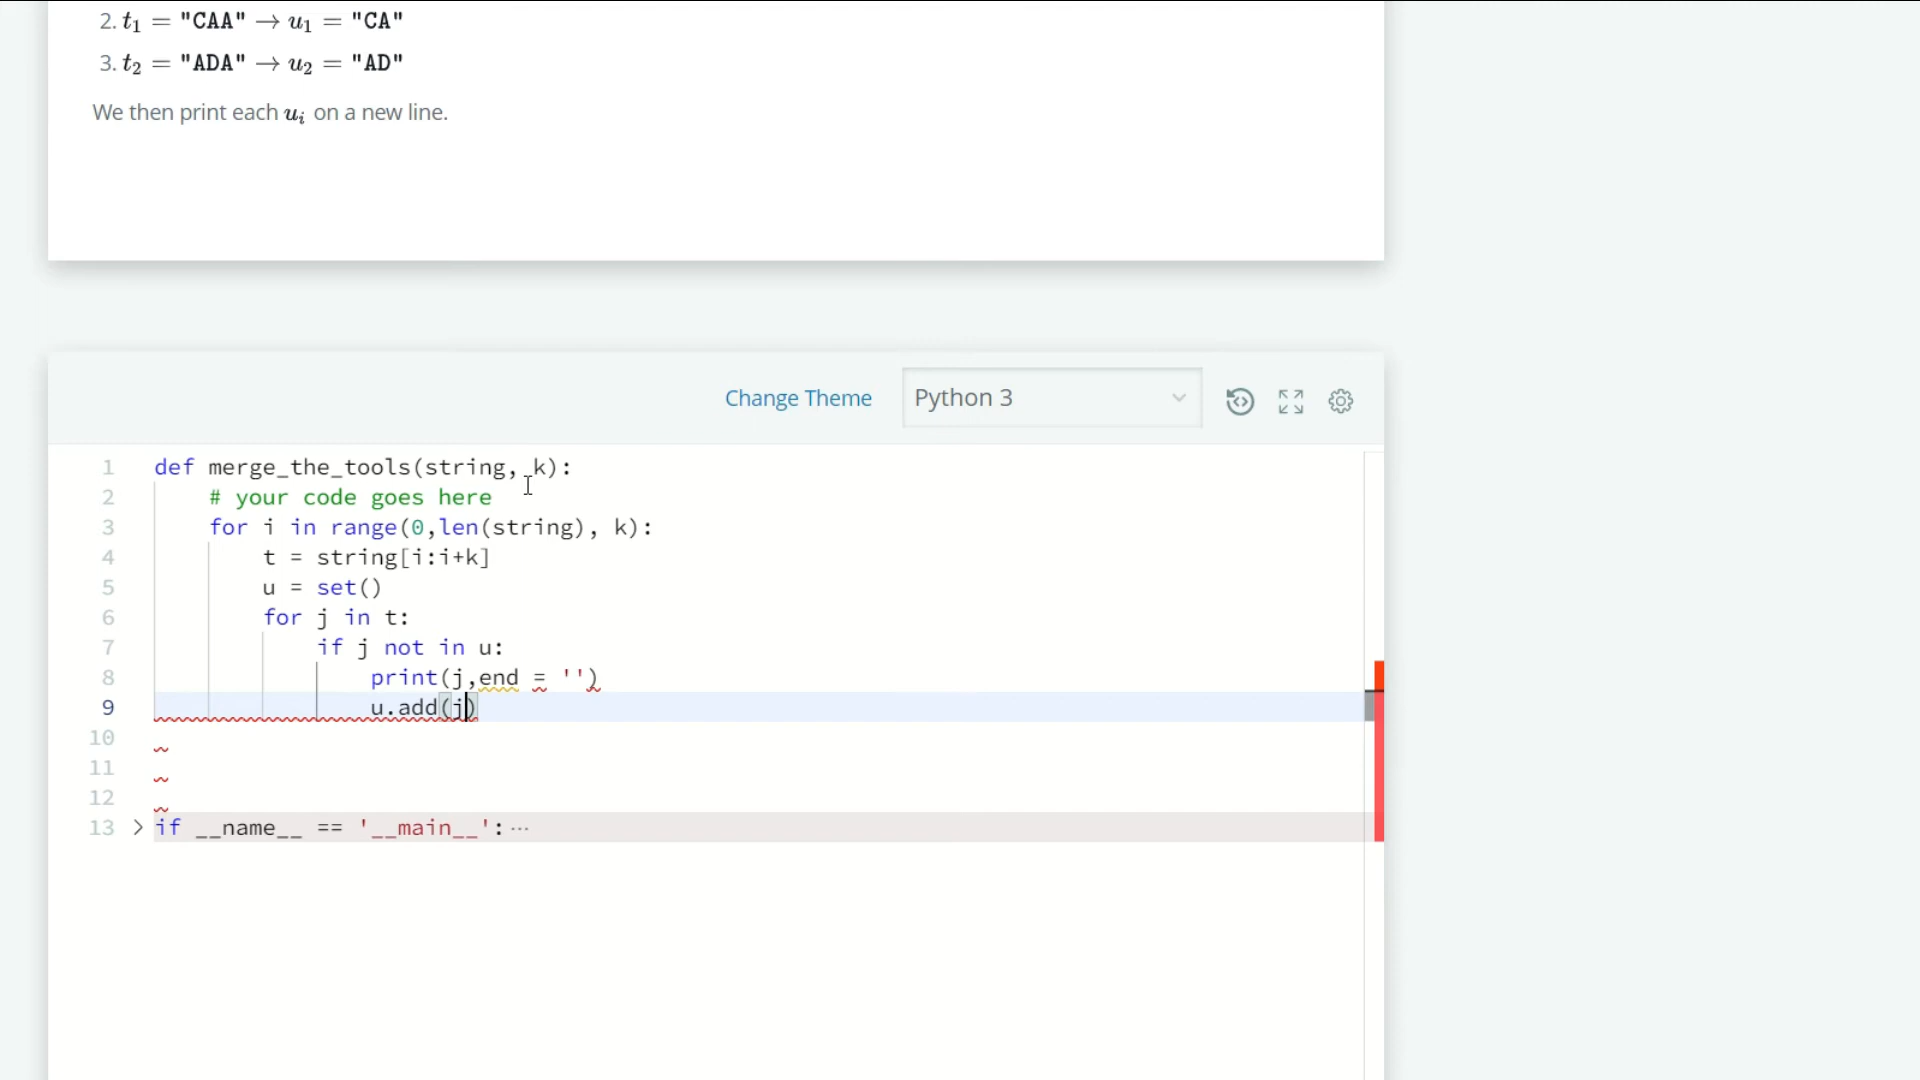 2. t1 = "CAA" → u1 = "CA"
3. t2 = "ADA" → u2 = "AD"
We then print each ui on a new line.
Change Theme
Python 3
1 def merge_the_tools(string, k):
2     # your code goes here
3     for i in range(0,len(string), k):
4         t = string[i:i+k]
5         u = set()
6         for j in t:
7             if j not in u:
8                 print(j,end = '')
9                 u.add(j)
10
11
12
13 if __name__ == '__main__': ···